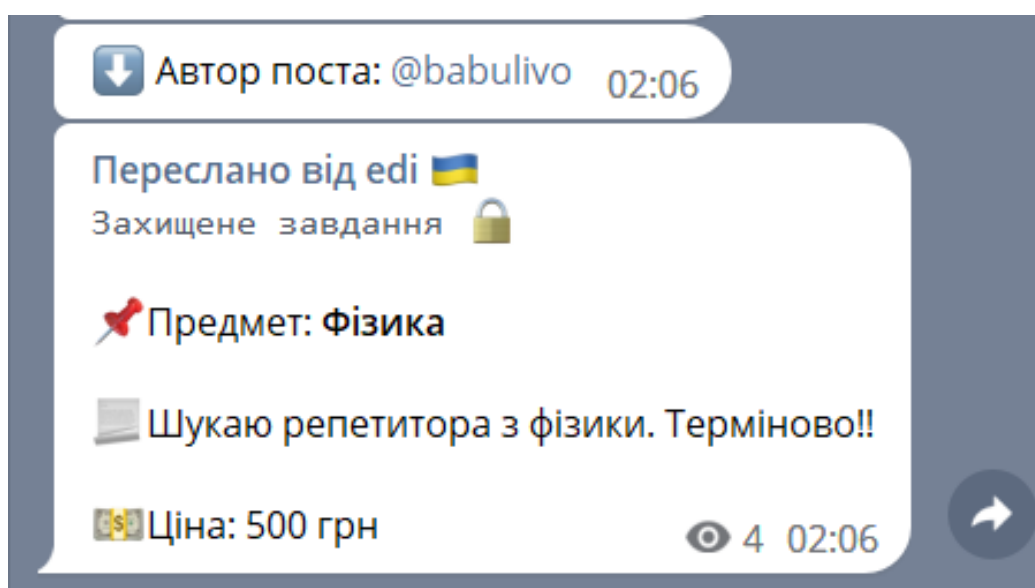 ⬇️ Автор поста: @babulivo 02:06
Переслано від edi 🇺🇦
Захищене завдання 🔒
📌Предмет: Фізика
📃Шукаю репетитора з фізики. Терміново!!
💵Ціна: 500 грн
4 02:06